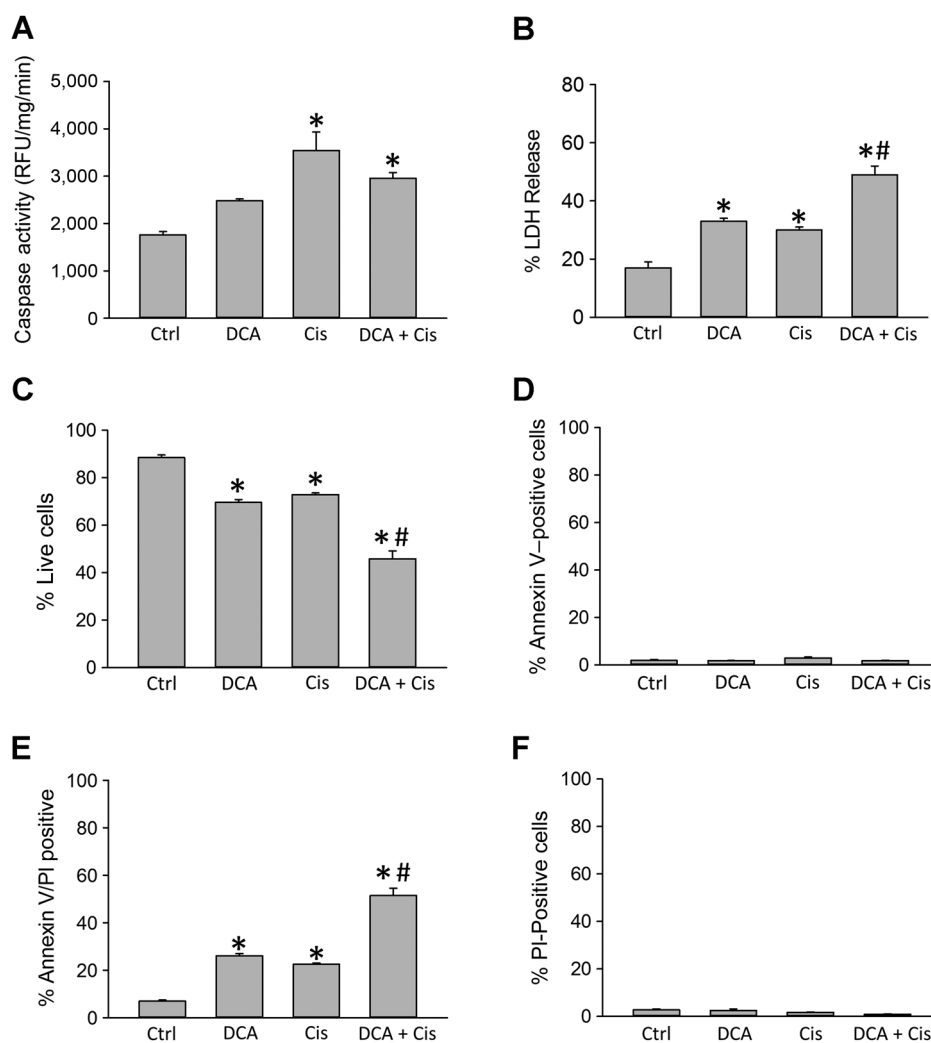 A
Caspase activity (RFU/mg/min)
5,000
4,000
3,000
2,000
1,000
0
*
*
Ctrl DCA Cis DCA + Cis
B
% LDH Release
80
60
40
20
0
*
*
*#
Ctrl DCA Cis DCA + Cis
C
% Live cells
100
80
60
40
20
0
*
*
* #
Ctrl DCA Cis DCA + Cis
D
% Annexin V–positive cells
100
80
60
40
20
0
Ctrl DCA Cis DCA + Cis
E
% Annexin V/PI positive
100
80
60
40
20
0
*
*
* #
Ctrl DCA Cis DCA + Cis
F
% PI-Positive cells
100
80
60
40
20
0
Ctrl DCA Cis DCA + Cis